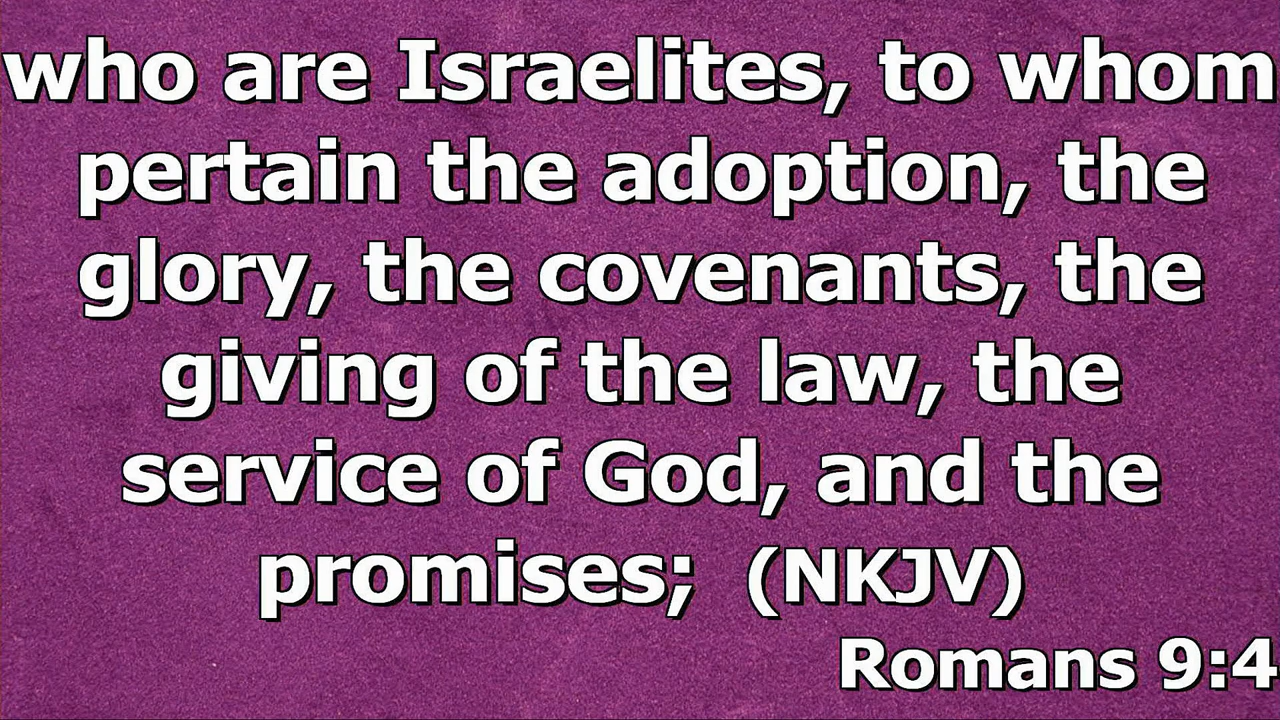 who are Israelites, to whom
pertain the adoption, the
glory, the covenants, the
giving of the law, the
service of God, and the
promises;  (NKJV)
Romans 9:4